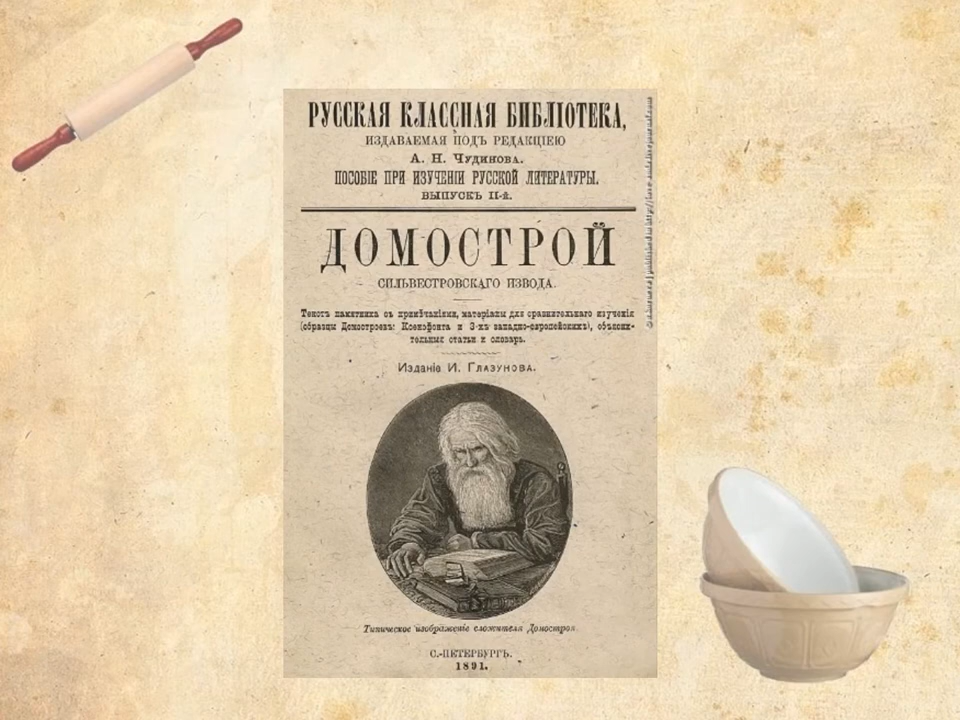 РУССКАЯ КЛАССНАЯ БИБЛІОТЕКА,
ИЗДАВАЕМАЯ ПОДЪ РЕДАКЦІЕЮ
А. Н. Чудинова.
ПОСОБІЕ ПРИ ИЗУЧЕНІИ РУССКОЙ ЛИТЕРАТУРЫ.
ВЫПУСКЪ II-й.
ДОМОСТРОЙ
СИЛЬВЕСТРОВСКАГО ИЗВОДА.
Текстъ памятника съ примѣчаніями, матеріалы для сравнительнаго изученія
(образцы Домостроевъ: Ксенофонта и 3-хъ западно-европейскихъ), объясни-
тельныя статьи и словарь.
Изданіе И. Глазунова.
Типическое изображеніе сложителя Домостроя.
С.-ПЕТЕРБУРГЪ.
1891.